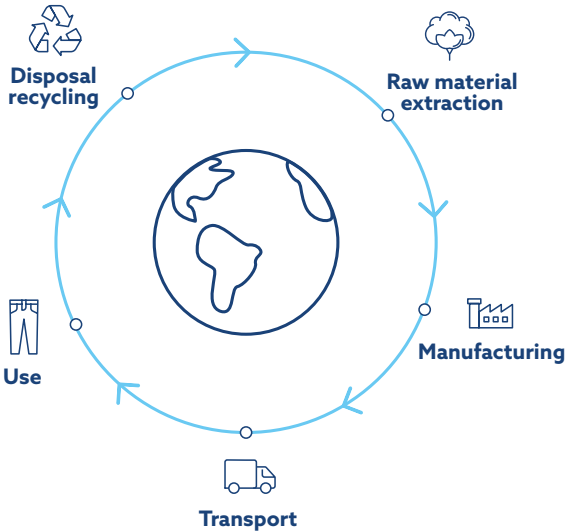 Disposal
recycling
Raw material
extraction
Manufacturing
Use
Transport